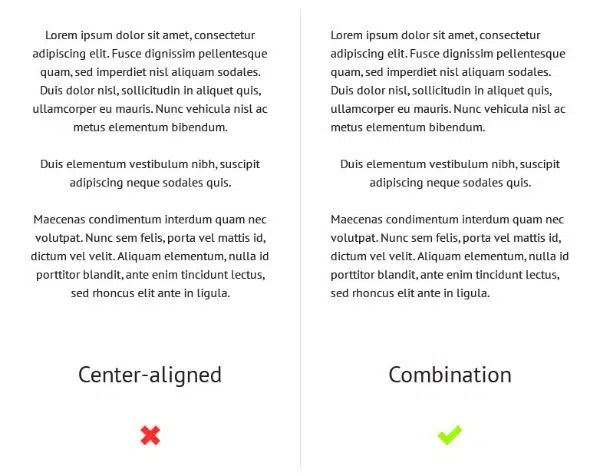 Lorem ipsum dolor sit amet, consectetur
adipiscing elit. Fusce dignissim pellentesque
quam, sed imperdiet nisl aliquam sodales.
Duis dolor nisl, sollicitudin in aliquet quis,
ullamcorper eu mauris. Nunc vehicula nisl ac
metus elementum bibendum.
Duis elementum vestibulum nibh, suscipit
adipiscing neque sodales quis.
Maecenas condimentum interdum quam nec
volutpat. Nunc sem felis, porta vel mattis id,
dictum vel velit. Aliquam elementum, nulla id
porttitor blandit, ante enim tincidunt lectus,
sed rhoncus elit ante in ligula.
Center-aligned
Lorem ipsum dolor sit amet, consectetur
adipiscing elit. Fusce dignissim pellentesque
quam, sed imperdiet nisl aliquam sodales.
Duis dolor nisl, sollicitudin in aliquet quis,
ullamcorper eu mauris. Nunc vehicula nisl ac
metus elementum bibendum.
Duis elementum vestibulum nibh, suscipit
adipiscing neque sodales quis.
Maecenas condimentum interdum quam nec
volutpat. Nunc sem felis, porta vel mattis id,
dictum vel velit. Aliquam elementum, nulla id
porttitor blandit, ante enim tincidunt lectus,
sed rhoncus elit ante in ligula.
Combination